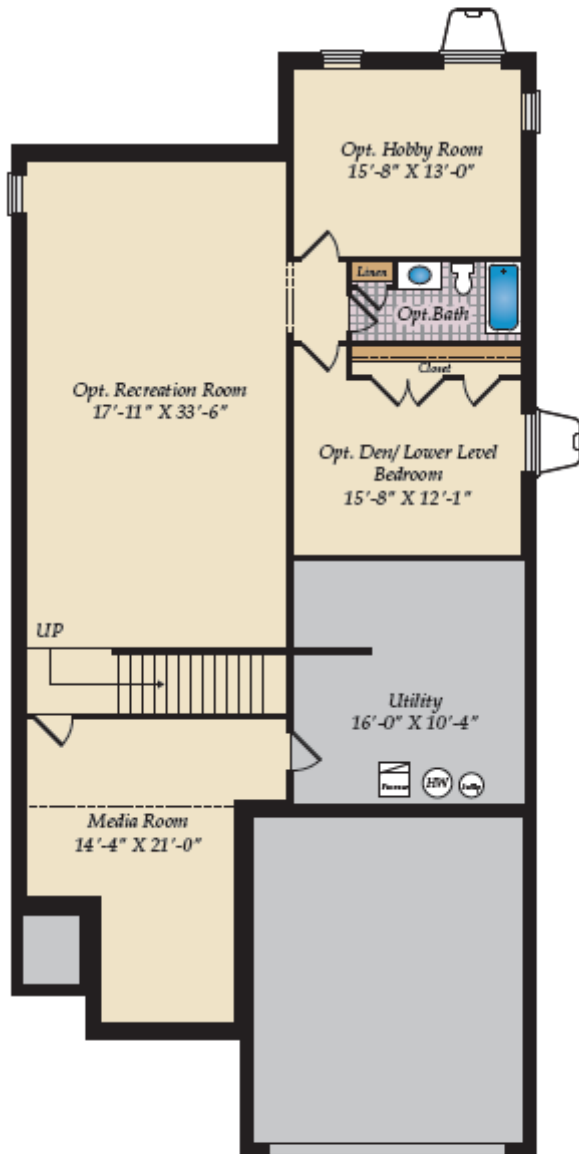 Opt. Hobby Room
15'-8" X 13'-0"
Linen
Opt.Bath
Closet
Opt. Recreation Room
17'-11" X 33'-6"
Opt. Den/ Lower Level
Bedroom
15'-8" X 12'-1"
UP
Utility
16'-0" X 10'-4"
HW
Media Room
14'-4" X 21'-0"